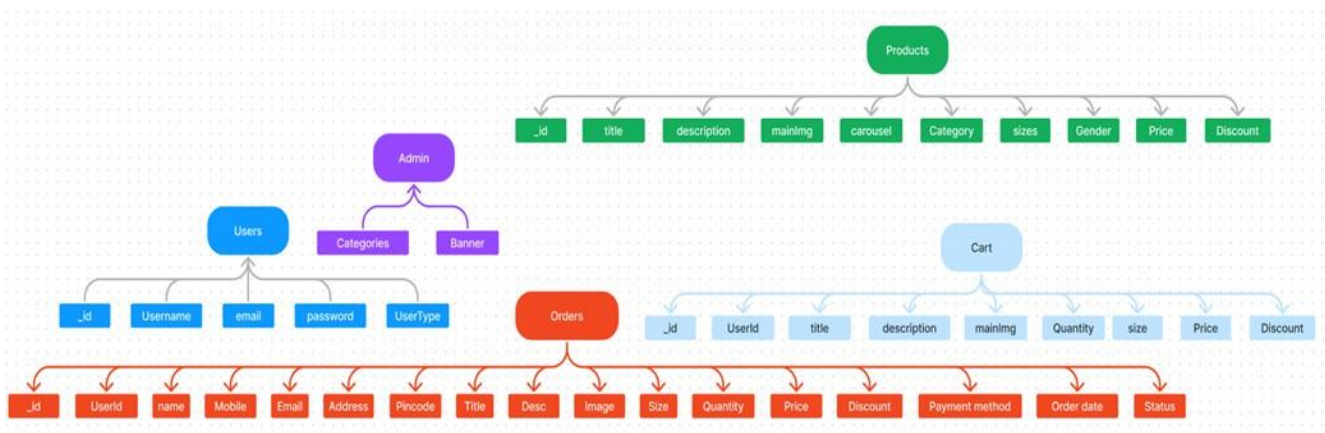 Products
_id title description mainImg carousel Category sizes Gender Price Discount
Admin
Categories Banner
Users
_id Username email password UserType
Cart
_id UserId title description mainImg Quantity size Price Discount
Orders
_id UserId name Mobile Email Address Pincode Title Desc Image Size Quantity Price Discount Payment method Order date Status